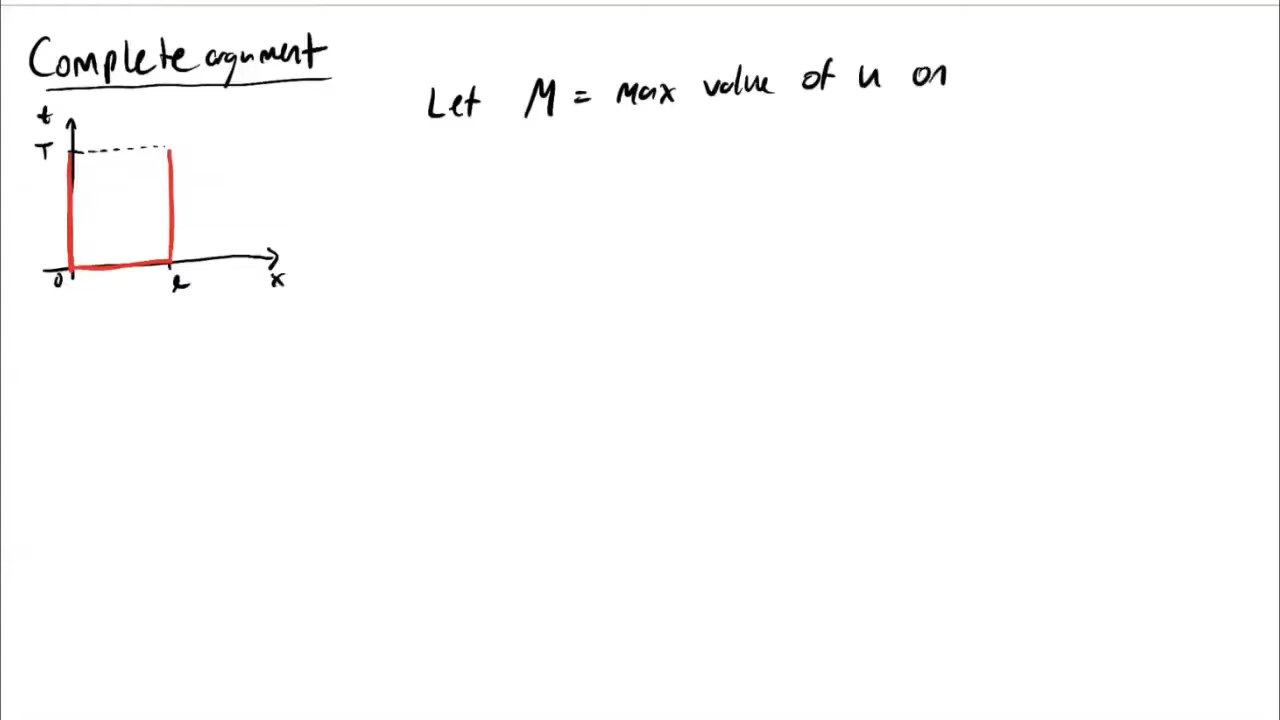 Complete argument
Let M = max value of u on
t
T
0
l
x